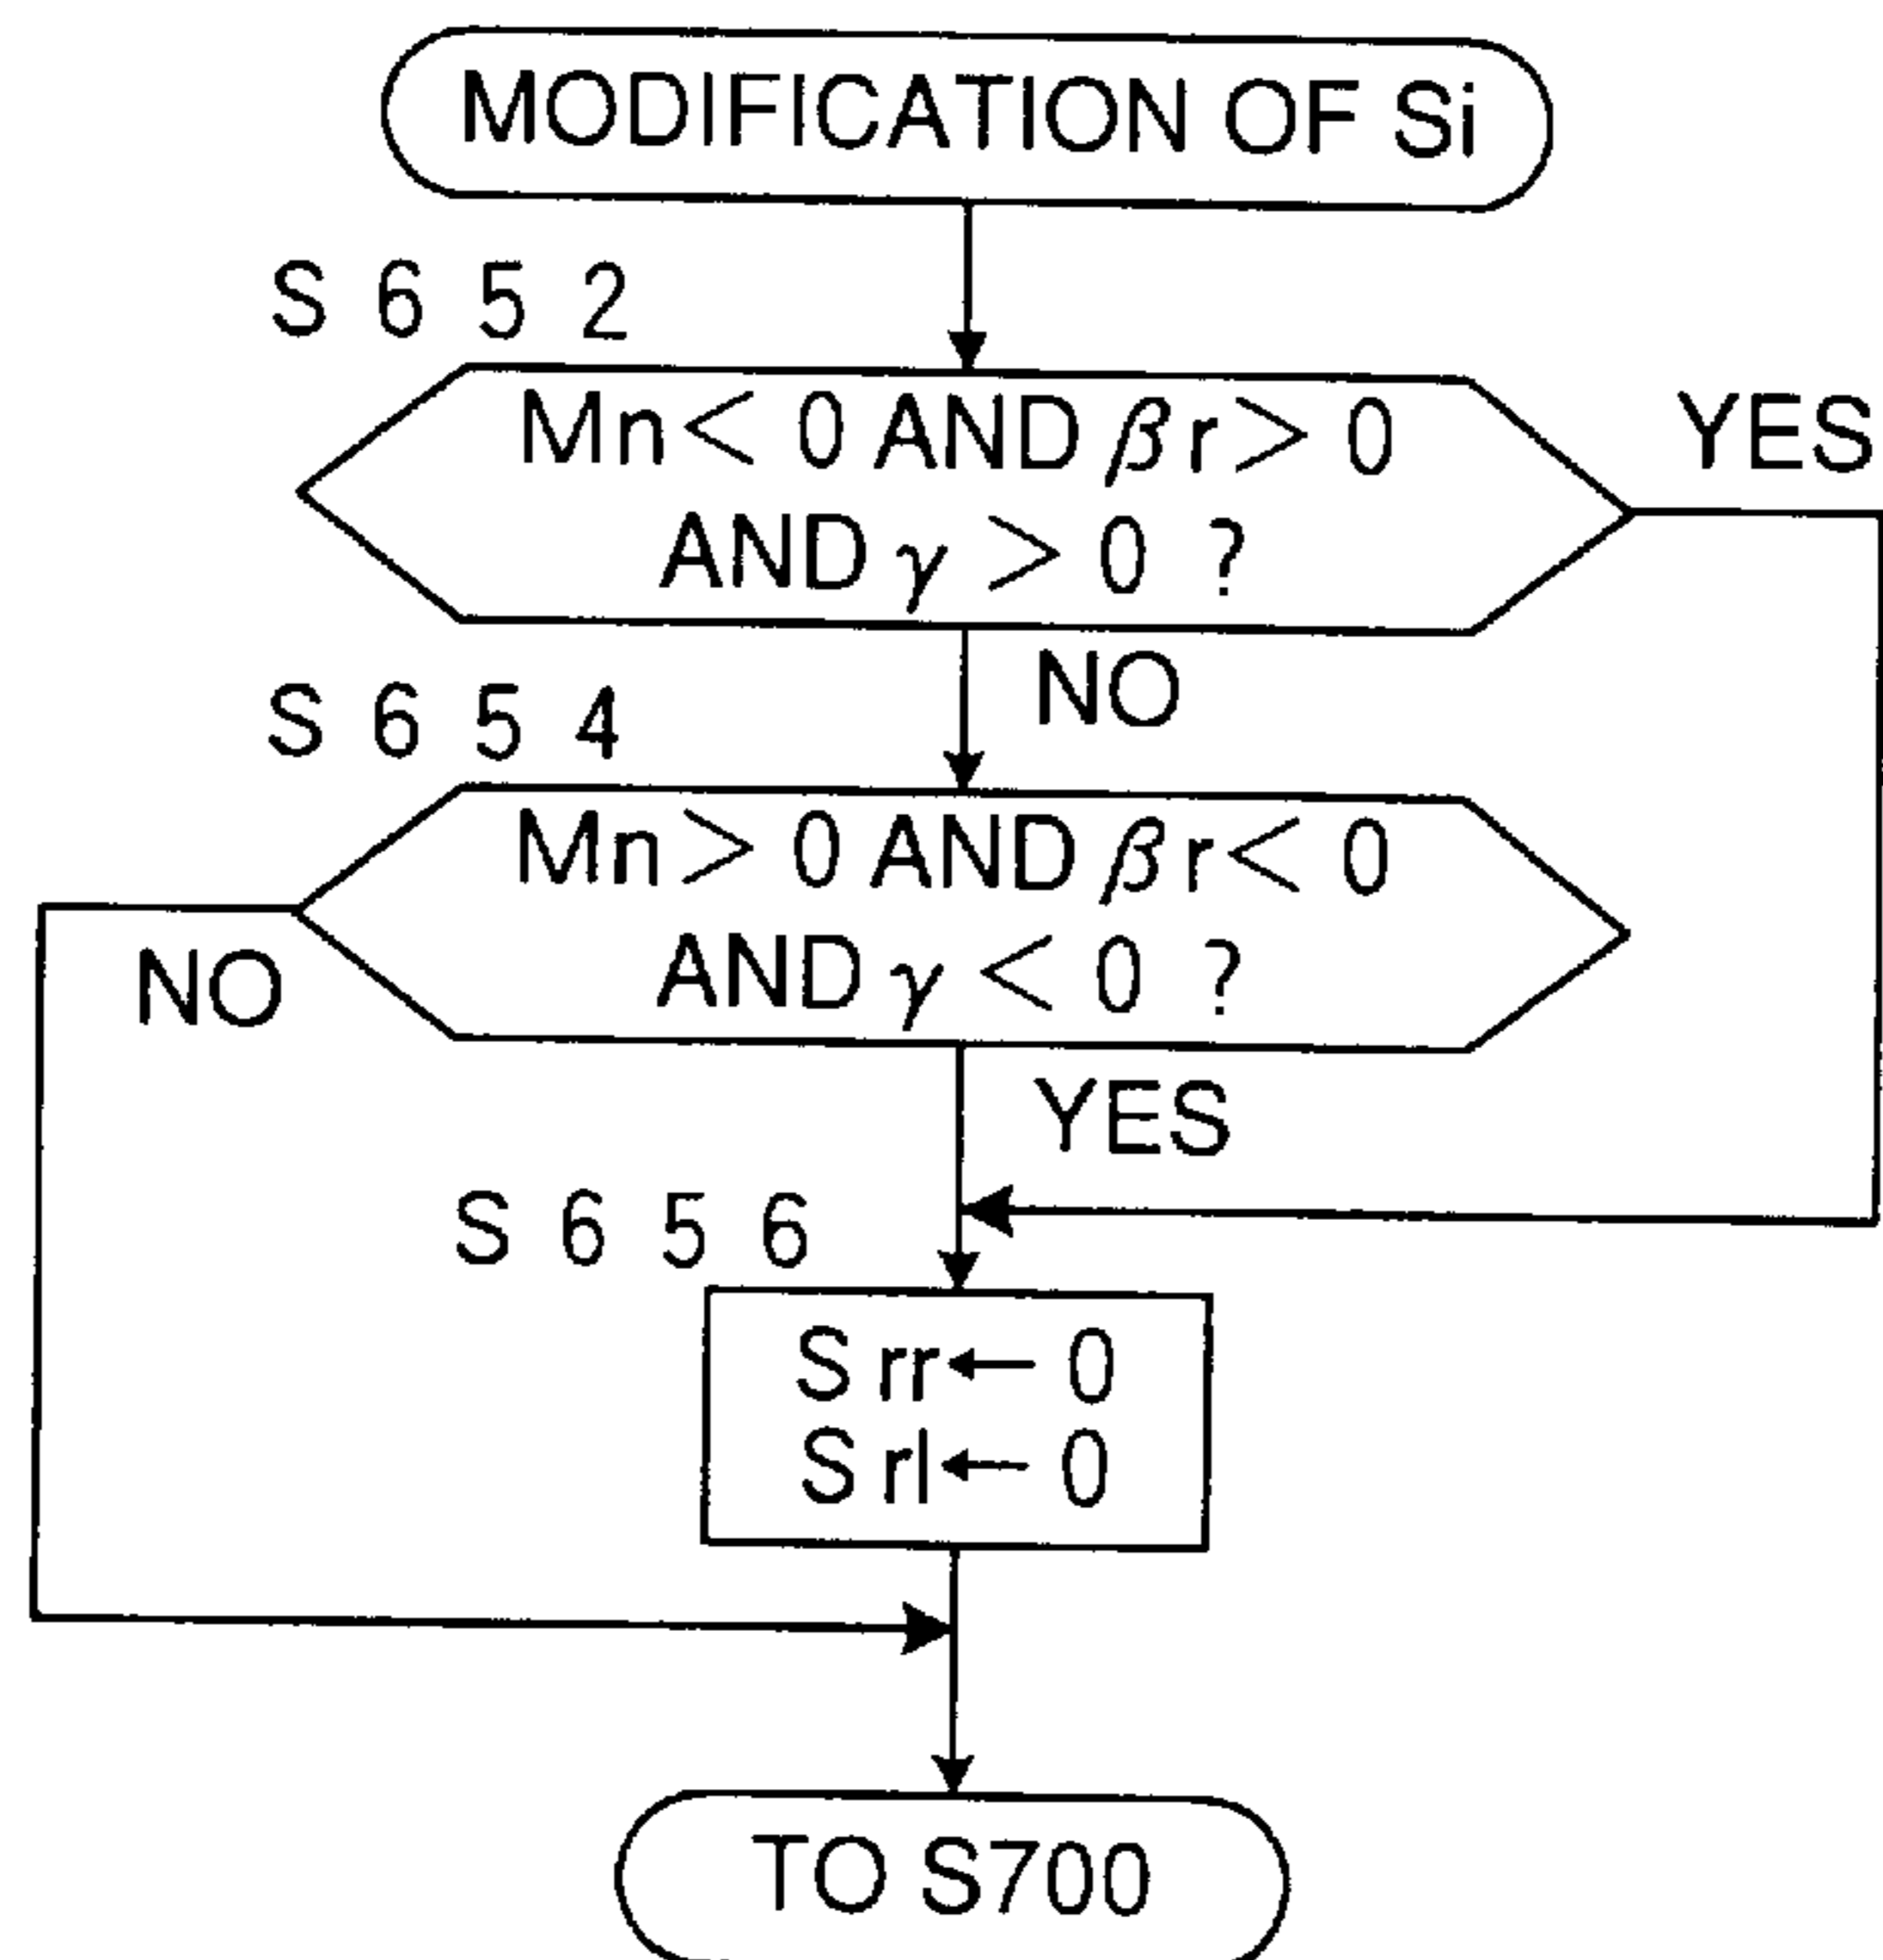 MODIFICATION OF Si
S 6 5 2
Mn< 0 AND βr> 0
YES
AND γ > 0 ?
NO
S 6 5 4
Mn> 0 AND βr< 0
AND γ < 0 ?
NO
YES
S 6 5 6
S rr← 0
S rl← 0
TO S700